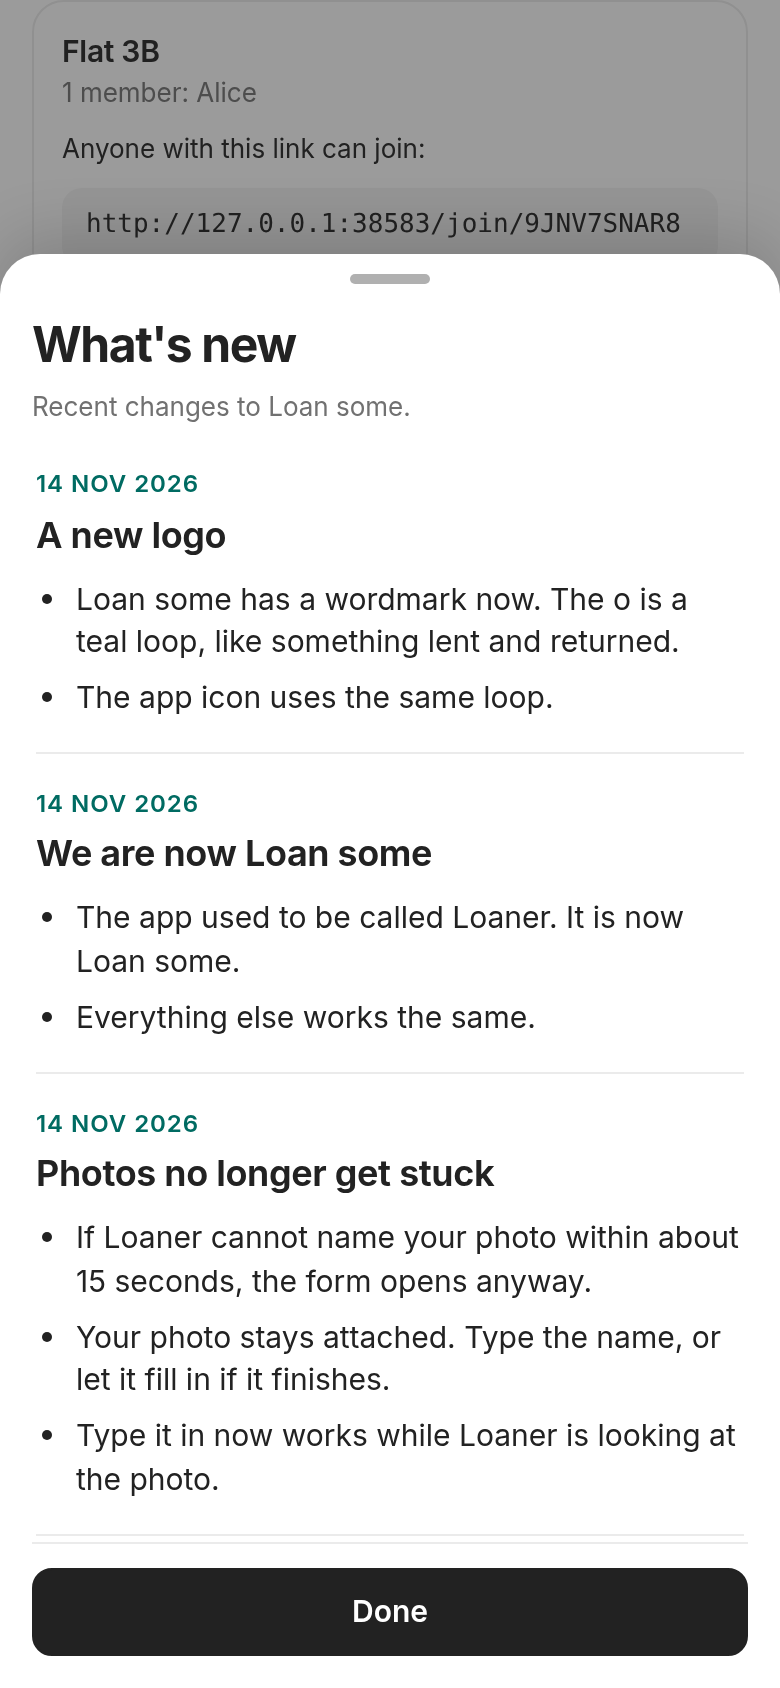 Flat 3B
1 member: Alice
Anyone with this link can join:
http://127.0.0.1:38583/join/9JNV7SNAR8
What's new
Recent changes to Loan some.
14 NOV 2026
A new logo
• Loan some has a wordmark now. The o is a
teal loop, like something lent and returned.
• The app icon uses the same loop.
14 NOV 2026
We are now Loan some
• The app used to be called Loaner. It is now
Loan some.
• Everything else works the same.
14 NOV 2026
Photos no longer get stuck
• If Loaner cannot name your photo within about
15 seconds, the form opens anyway.
• Your photo stays attached. Type the name, or
let it fill in if it finishes.
• Type it in now works while Loaner is looking at
the photo.
Done